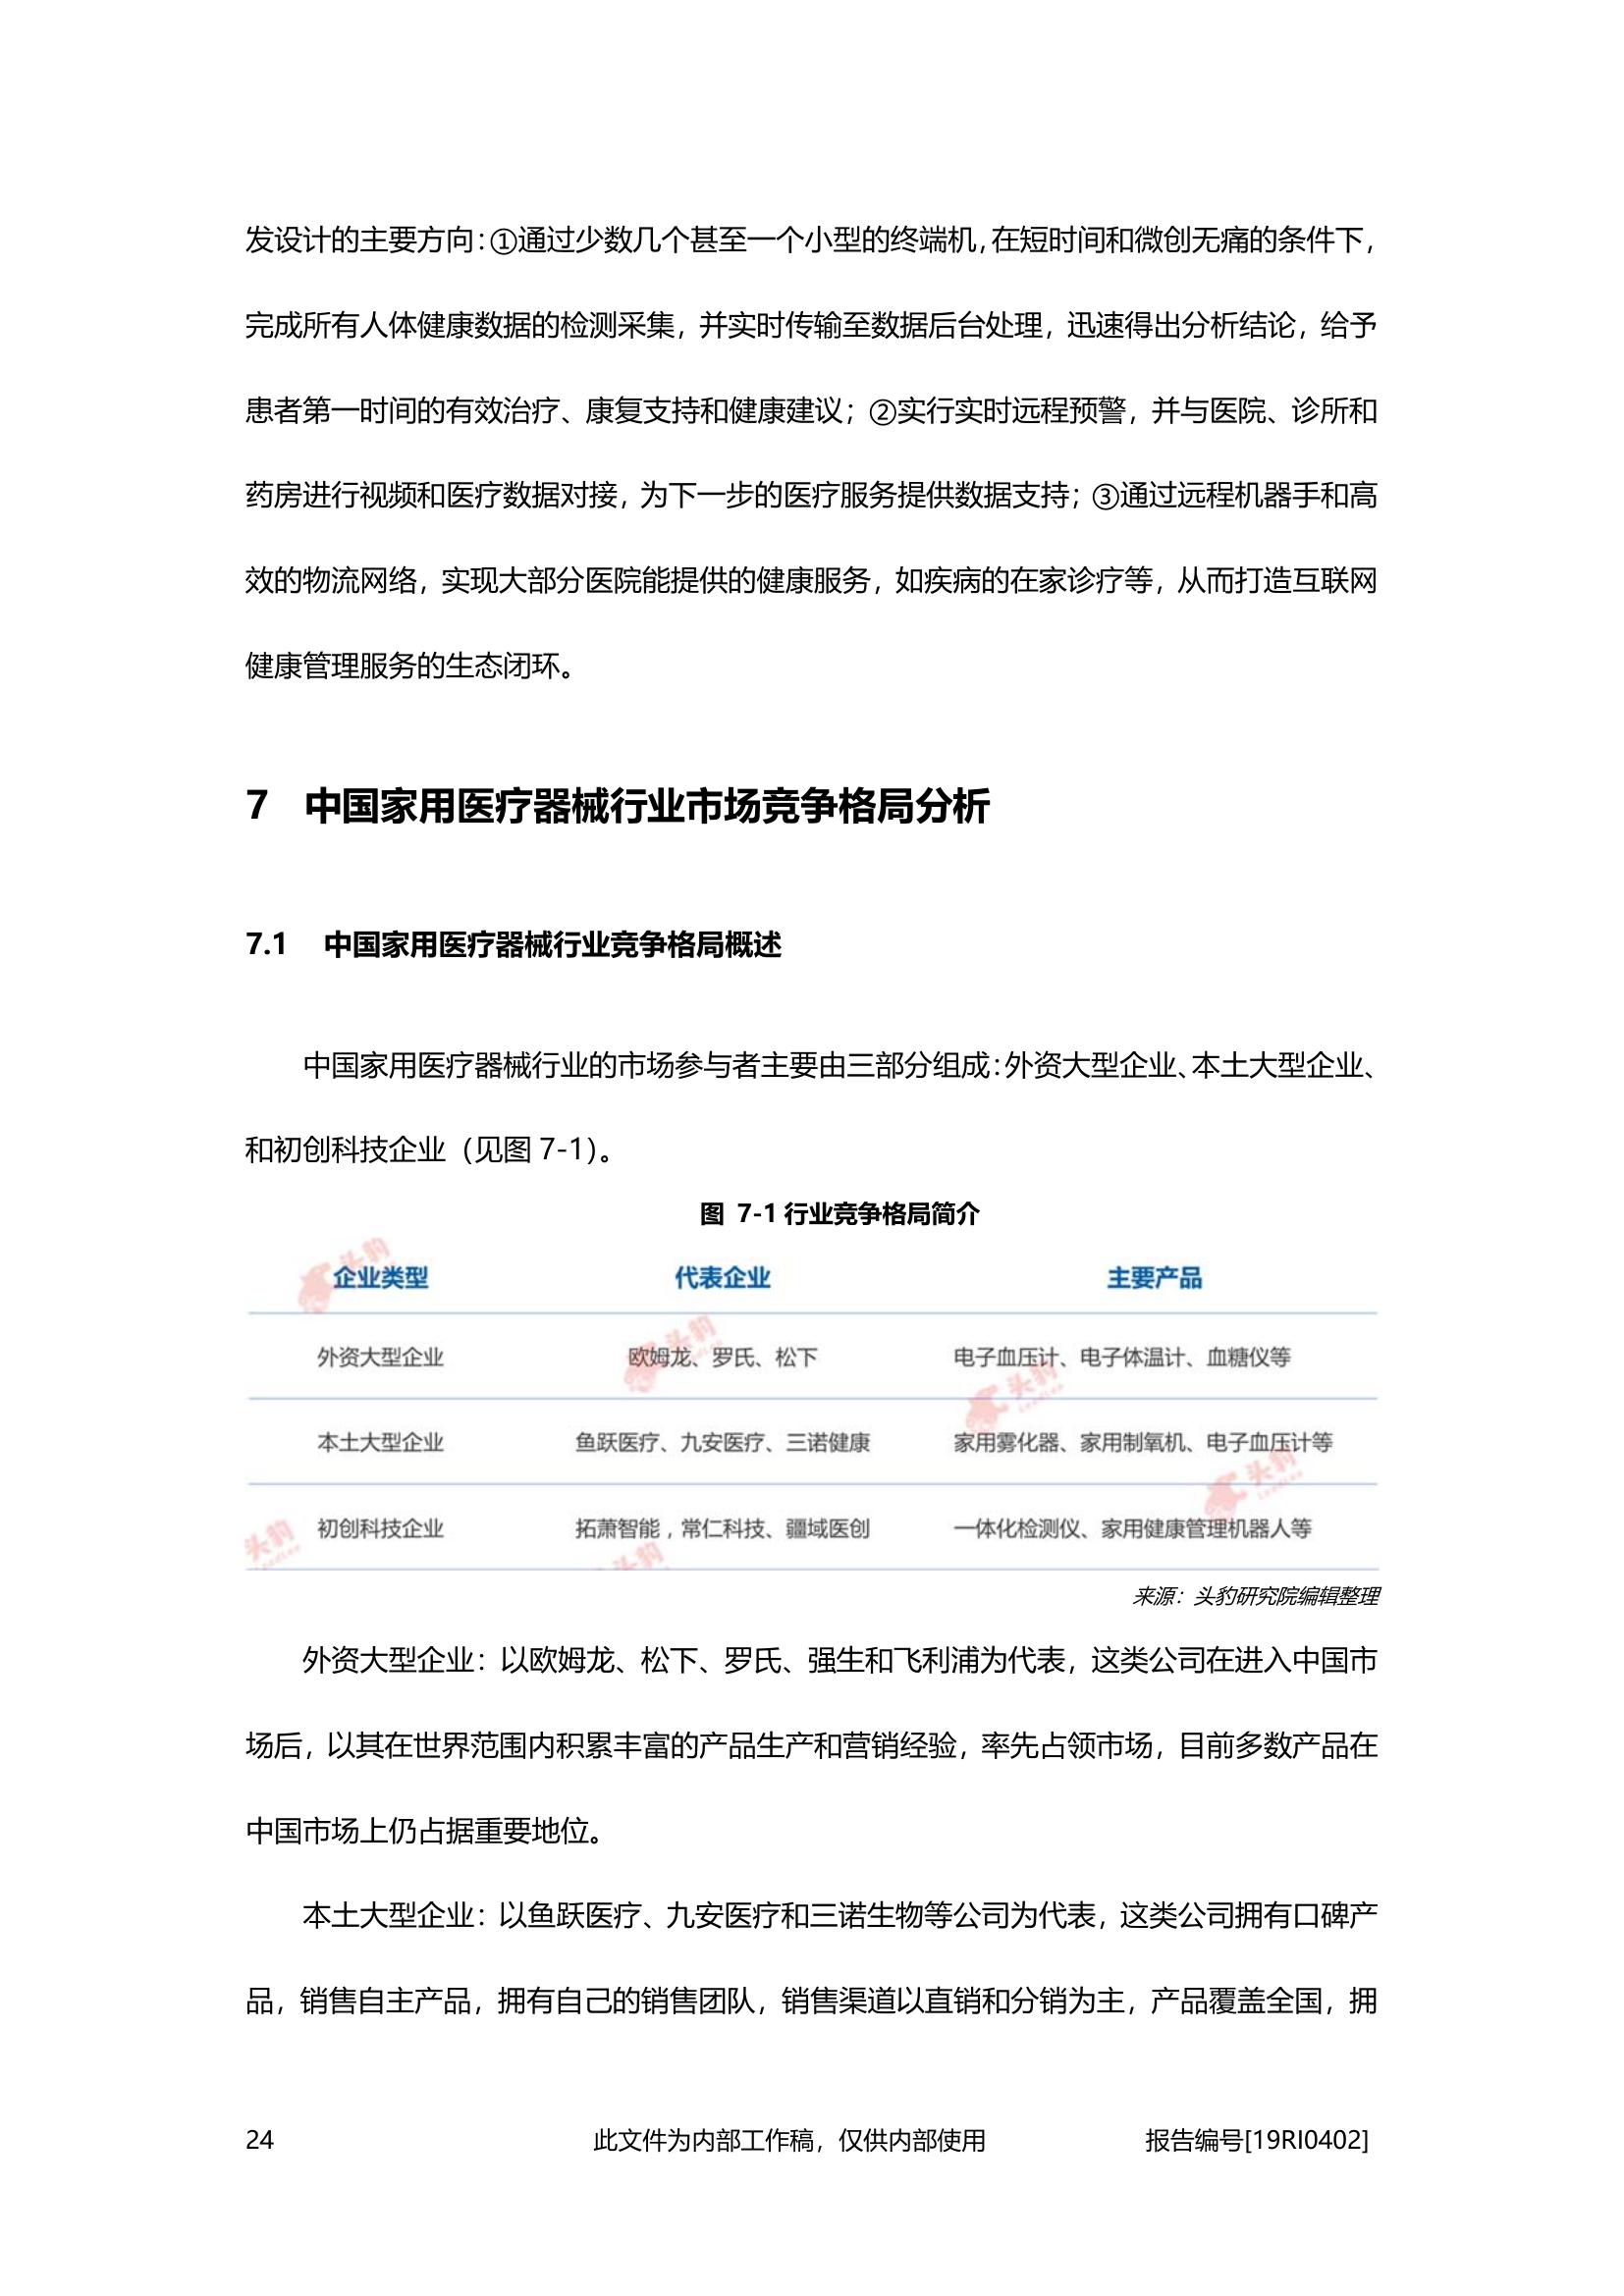 发设计的主要方向：①通过少数几个甚至一个小型的终端机，在短时间和微创无痛的条件下，
完成所有人体健康数据的检测采集，并实时传输至数据后台处理，迅速得出分析结论，给予
患者第一时间的有效治疗、康复支持和健康建议；②实行实时远程预警，并与医院、诊所和
药房进行视频和医疗数据对接，为下一步的医疗服务提供数据支持；③通过远程机器手和高
效的物流网络，实现大部分医院能提供的健康服务，如疾病的在家诊疗等，从而打造互联网
健康管理服务的生态闭环。
7 中国家用医疗器械行业市场竞争格局分析
7.1 中国家用医疗器械行业竞争格局概述
中国家用医疗器械行业的市场参与者主要由三部分组成：外资大型企业、本土大型企业、
和初创科技企业（见图 7-1）。
图 7-1 行业竞争格局简介
企业类型 代表企业 主要产品
外资大型企业 欧姆龙、罗氏、松下 电子血压计、电子体温计、血糖仪等
本土大型企业 鱼跃医疗、九安医疗、三诺健康 家用雾化器、家用制氧机、电子血压计等
初创科技企业 拓萧智能，常仁科技、疆域医创 一体化检测仪、家用健康管理机器人等
头豹
头豹
头豹 LeadLeo
头豹 LeadLeo
头豹 LeadLeo
头豹
来源：头豹研究院编辑整理
外资大型企业：以欧姆龙、松下、罗氏、强生和飞利浦为代表，这类公司在进入中国市
场后，以其在世界范围内积累丰富的产品生产和营销经验，率先占领市场，目前多数产品在
中国市场上仍占据重要地位。
本土大型企业：以鱼跃医疗、九安医疗和三诺生物等公司为代表，这类公司拥有口碑产
品，销售自主产品，拥有自己的销售团队，销售渠道以直销和分销为主，产品覆盖全国，拥
24 此文件为内部工作稿，仅供内部使用 报告编号[19RI0402]